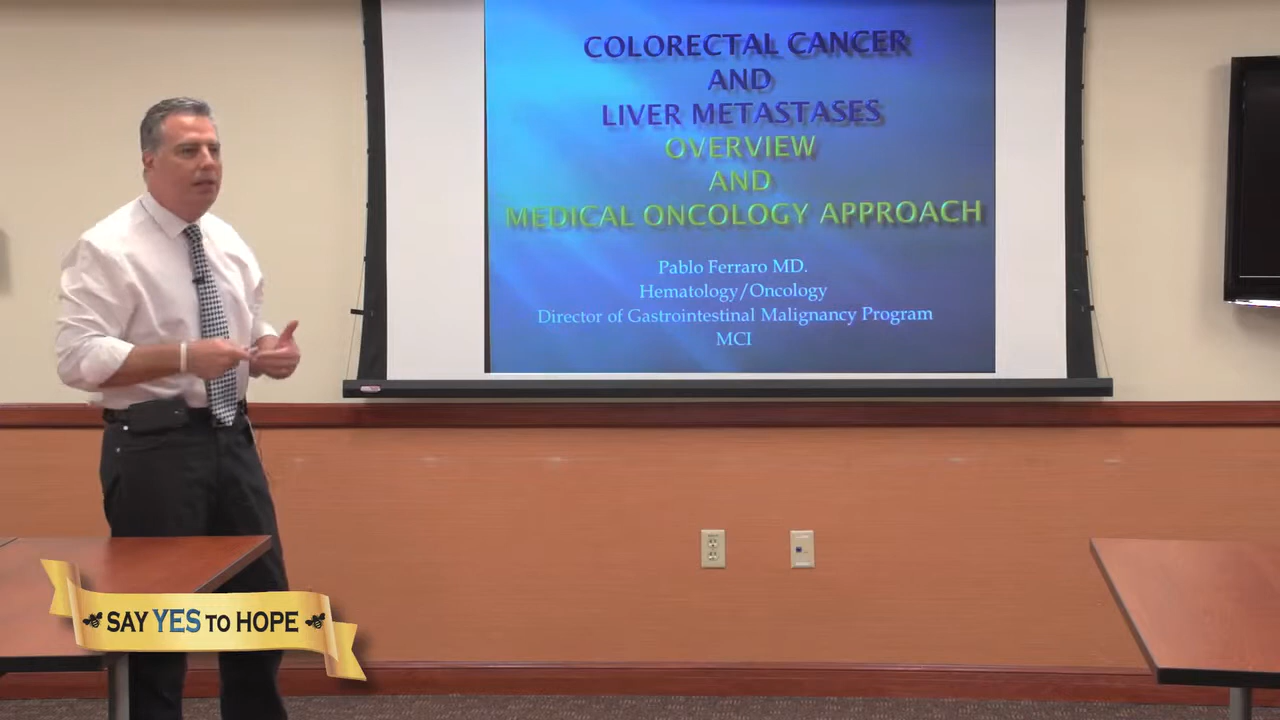 COLORECTAL CANCER
AND
LIVER METASTASES
OVERVIEW
AND
MEDICAL ONCOLOGY APPROACH
Pablo Ferraro MD.
Hematology/Oncology
Director of Gastrointestinal Malignancy Program
MCI
SAY YES TO HOPE